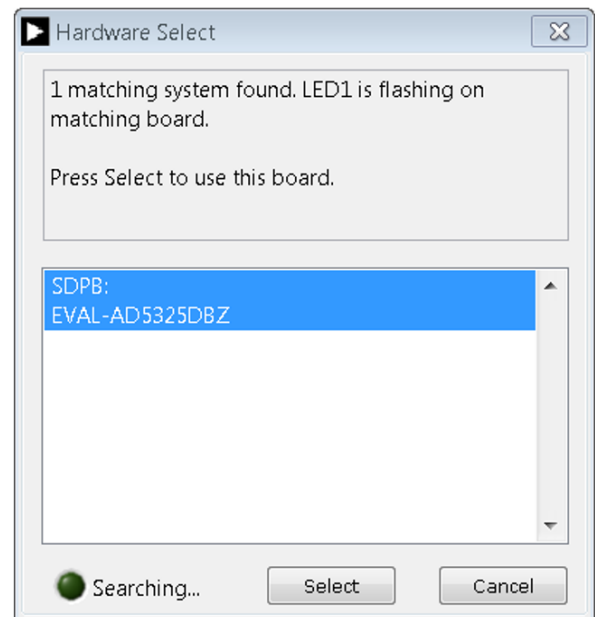 Hardware Select
1 matching system found. LED1 is flashing on
matching board.
Press Select to use this board.
SDPB:
EVAL-AD5325DBZ
Searching...
Select
Cancel